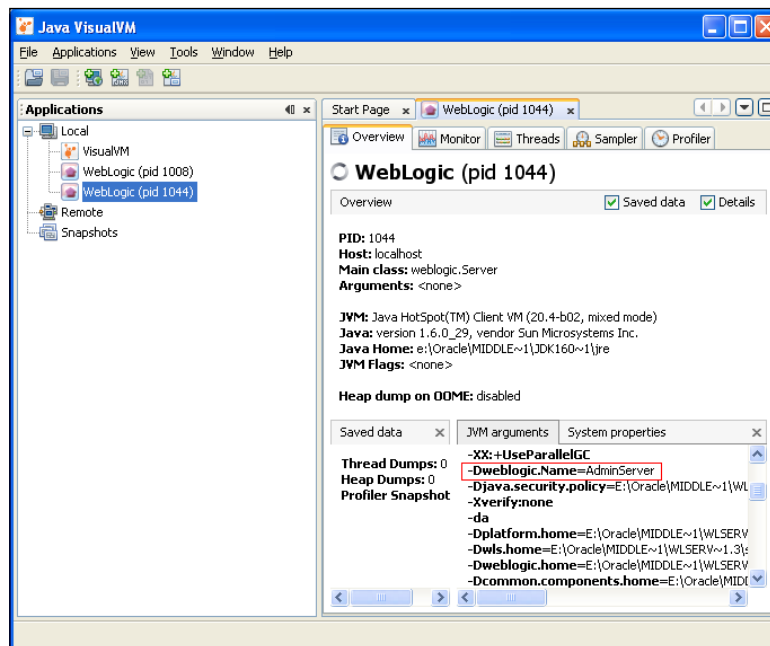 Java VisualVM
File Applications View Tools Window Help
Applications
Local
VisualVM
WebLogic (pid 1008)
WebLogic (pid 1044)
Remote
Snapshots
Start Page WebLogic (pid 1044)
Overview Monitor Threads Sampler Profiler
WebLogic (pid 1044)
Overview Saved data Details
PID: 1044
Host: localhost
Main class: weblogic.Server
Arguments: <none>
JVM: Java HotSpot(TM) Client VM (20.4-b02, mixed mode)
Java: version 1.6.0_29, vendor Sun Microsystems Inc.
Java Home: e:\Oracle\MIDDLE~1\JDK160~1\jre
JVM Flags: <none>
Heap dump on OOME: disabled
Saved data
Thread Dumps: 0
Heap Dumps: 0
Profiler Snapshot
JVM arguments System properties
-XX:+UseParallelGC
-Dweblogic.Name=AdminServer
-Djava.security.policy=E:\Oracle\MIDDLE~1\WL
-Xverify:none
-da
-Dplatform.home=E:\Oracle\MIDDLE~1\WLSERV
-Dwls.home=E:\Oracle\MIDDLE~1\WLSERV~1.3\s
-Dweblogic.home=E:\Oracle\MIDDLE~1\WLSERV
-Dcommon.components.home=E:\Oracle\MIDD